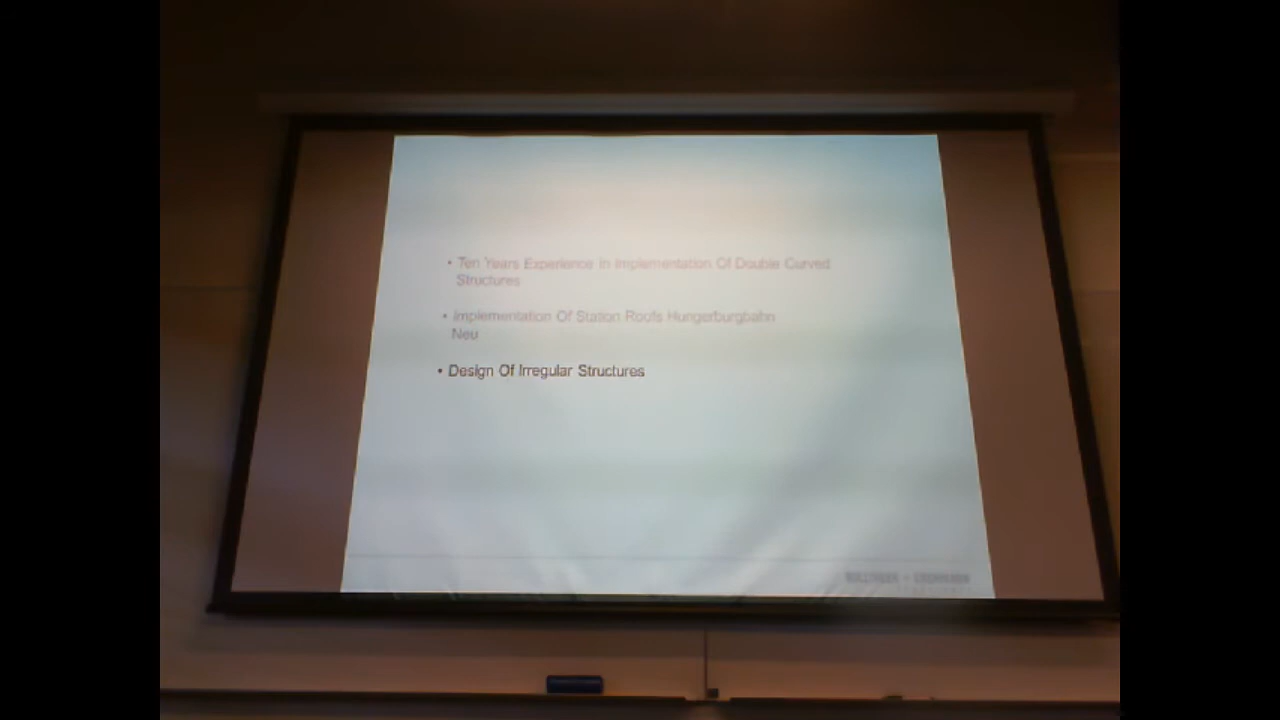 • Ten Years Experience In Implementation Of Double Curved
Structures
• Implementation Of Station Roofs Hungerburgbahn
Neu
• Design Of Irregular Structures